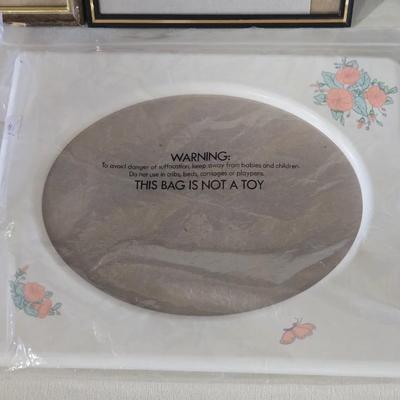 WARNING:
To avoid danger of suffocation, keep away from babies and children.
Do not use in cribs, beds, carriages or playpens.
THIS BAG IS NOT A TOY